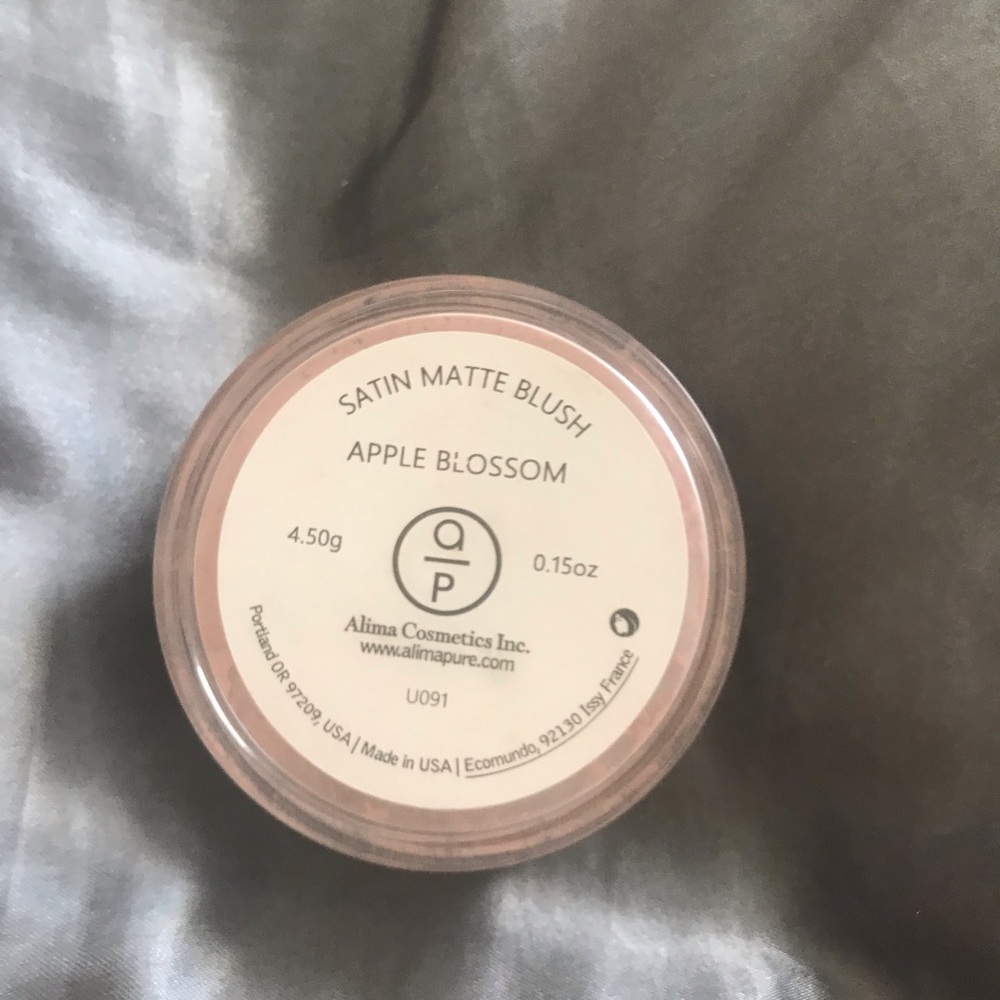 SATIN MATTE BLUSH
APPLE BLOSSOM
4.50g
0.15oz
a
P
Alima Cosmetics Inc.
www.alimapure.com
U091
Portland OR 97209, USA | Made in USA | Ecomundo, 92130 Issy France